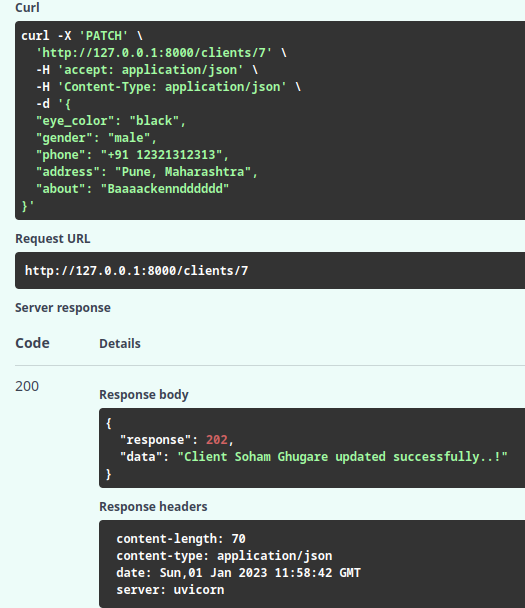 Curl
curl -X 'PATCH' \
'http://127.0.0.1:8000/clients/7' \
-H 'accept: application/json' \
-H 'Content-Type: application/json' \
-d '{
"eye_color": "black",
"gender": "male",
"phone": "+91 12321312313",
"address": "Pune, Maharashtra",
"about": "Baaaackenndddddd"
}'
Request URL
http://127.0.0.1:8000/clients/7
Server response
Code Details
200
Response body
{
"response": 202,
"data": "Client Soham Ghugare updated successfully..!"
}
Response headers
content-length: 70
content-type: application/json
date: Sun,01 Jan 2023 11:58:42 GMT
server: uvicorn